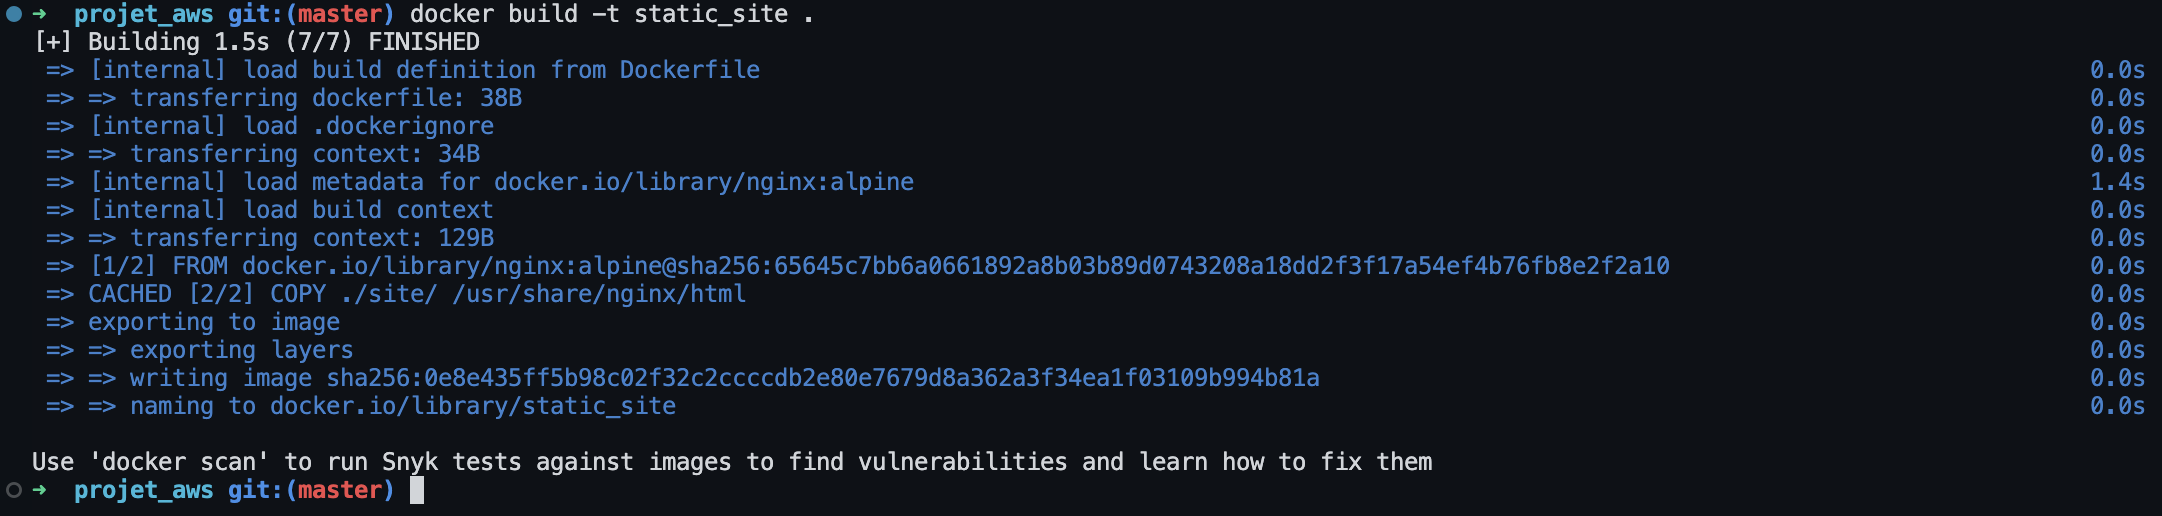 ➜  projet_aws git:(master) docker build -t static_site .
[+] Building 1.5s (7/7) FINISHED
 => [internal] load build definition from Dockerfile 0.0s
 => => transferring dockerfile: 38B 0.0s
 => [internal] load .dockerignore 0.0s
 => => transferring context: 34B 0.0s
 => [internal] load metadata for docker.io/library/nginx:alpine 1.4s
 => [internal] load build context 0.0s
 => => transferring context: 129B 0.0s
 => [1/2] FROM docker.io/library/nginx:alpine@sha256:65645c7bb6a0661892a8b03b89d0743208a18dd2f3f17a54ef4b76fb8e2f2a10 0.0s
 => CACHED [2/2] COPY ./site/ /usr/share/nginx/html 0.0s
 => exporting to image 0.0s
 => => exporting layers 0.0s
 => => writing image sha256:0e8e435ff5b98c02f32c2ccccdb2e80e7679d8a362a3f34ea1f03109b994b81a 0.0s
 => => naming to docker.io/library/static_site 0.0s
Use 'docker scan' to run Snyk tests against images to find vulnerabilities and learn how to fix them
➜  projet_aws git:(master)